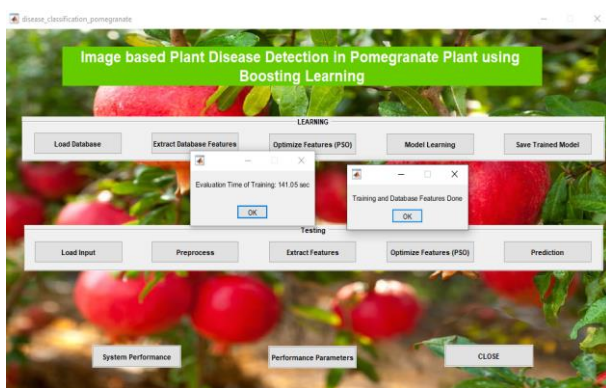 disease_classification_pomegranate
Image based Plant Disease Detection in Pomegranate Plant using
Boosting Learning
LEARNING
Load Database
Extract Database Features
Optimize Features (PSO)
Model Learning
Save Trained Model
Evaluation Time of Training: 141.05 sec
OK
Training and Database Features Done
OK
Testing
Load Input
Preprocess
Extract Features
Optimize Features (PSO)
Prediction
System Performance
Performance Parameters
CLOSE